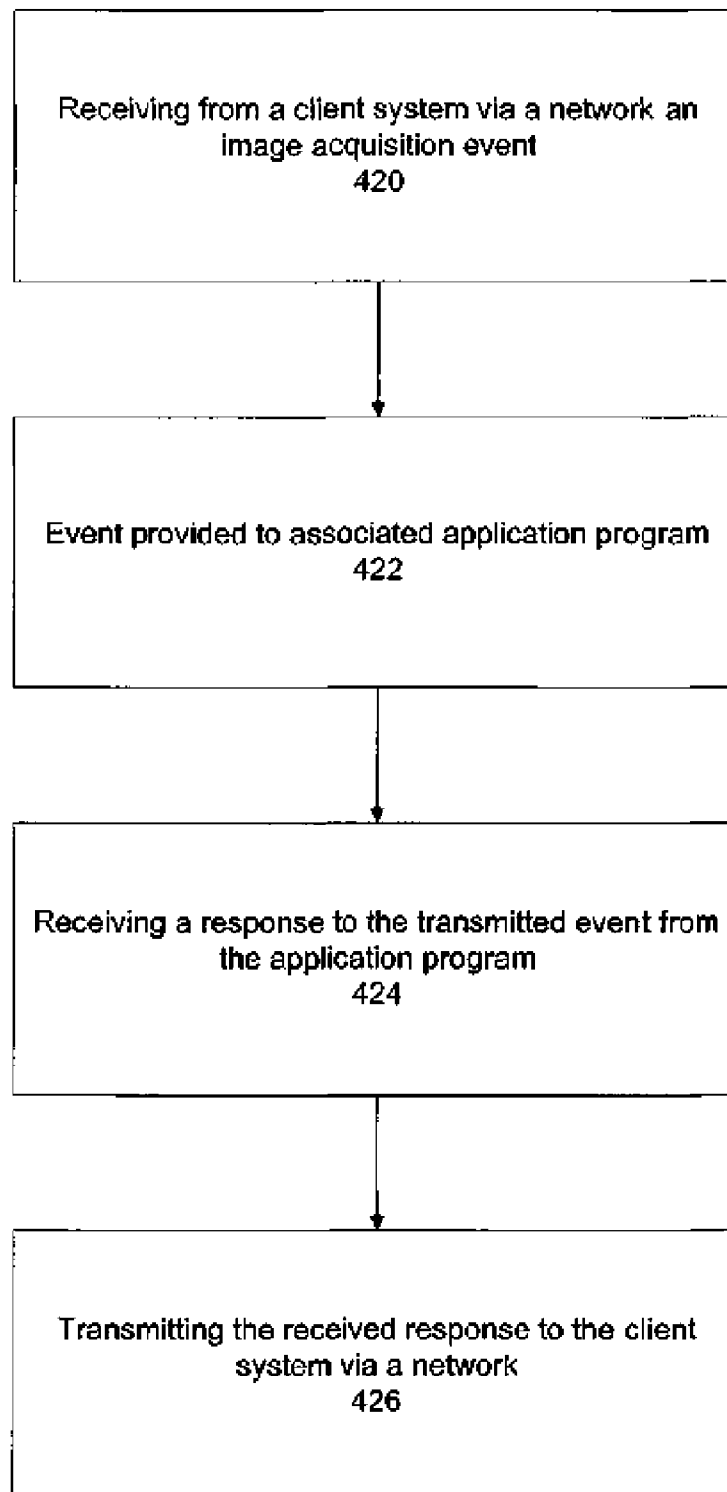 Receiving from a client system via a network an
image acquisition event
420
Event provided to associated application program
422
Receiving a response to the transmitted event from
the application program
424
Transmitting the received response to the client
system via a network
426